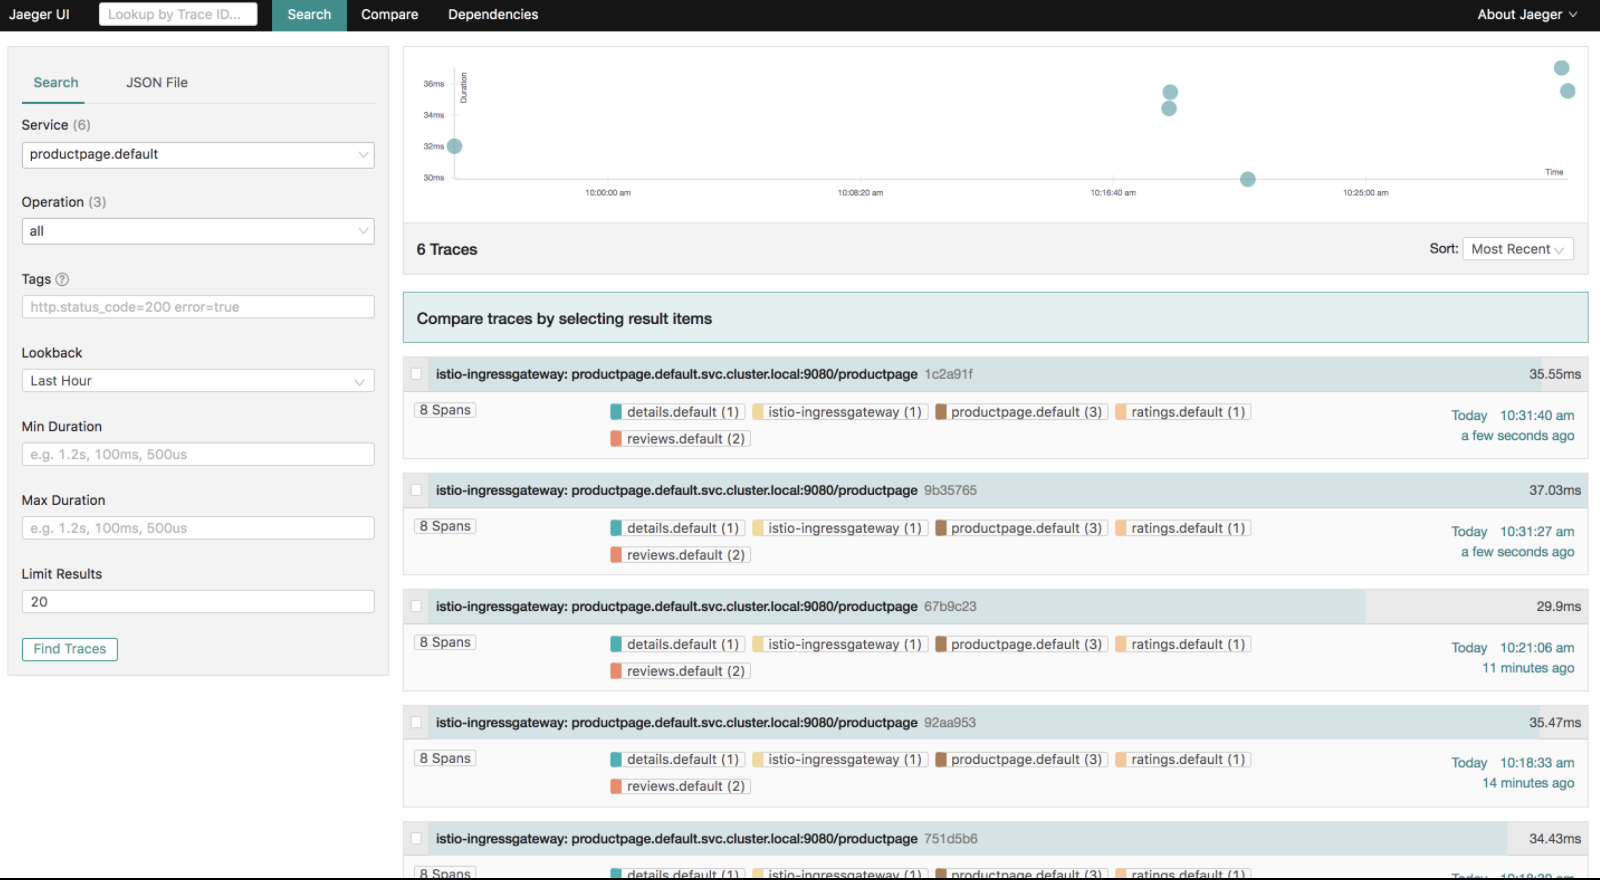 Jaeger UI Lookup by Trace ID... Search Compare Dependencies About Jaeger
Search JSON File
Service (6)
productpage.default
Operation (3)
all
Tags ?
http.status_code=200 error=true
Lookback
Last Hour
Min Duration
e.g. 1.2s, 100ms, 500us
Max Duration
e.g. 1.2s, 100ms, 500us
Limit Results
20
Find Traces
Duration
36ms
34ms
32ms
30ms
Time
10:00:00 am 10:08:20 am 10:16:40 am 10:25:00 am
6 Traces Sort: Most Recent
Compare traces by selecting result items
istio-ingressgateway: productpage.default.svc.cluster.local:9080/productpage 1c2a91f 35.55ms
8 Spans details.default (1) istio-ingressgateway (1) productpage.default (3) ratings.default (1) Today 10:31:40 am
reviews.default (2) a few seconds ago
istio-ingressgateway: productpage.default.svc.cluster.local:9080/productpage 9b35765 37.03ms
8 Spans details.default (1) istio-ingressgateway (1) productpage.default (3) ratings.default (1) Today 10:31:27 am
reviews.default (2) a few seconds ago
istio-ingressgateway: productpage.default.svc.cluster.local:9080/productpage 67b9c23 29.9ms
8 Spans details.default (1) istio-ingressgateway (1) productpage.default (3) ratings.default (1) Today 10:21:06 am
reviews.default (2) 11 minutes ago
istio-ingressgateway: productpage.default.svc.cluster.local:9080/productpage 92aa953 35.47ms
8 Spans details.default (1) istio-ingressgateway (1) productpage.default (3) ratings.default (1) Today 10:18:33 am
reviews.default (2) 14 minutes ago
istio-ingressgateway: productpage.default.svc.cluster.local:9080/productpage 751d5b6 34.43ms
8 Spans details.default (1) istio-ingressgateway (1) productpage.default (3) ratings.default (1) Today